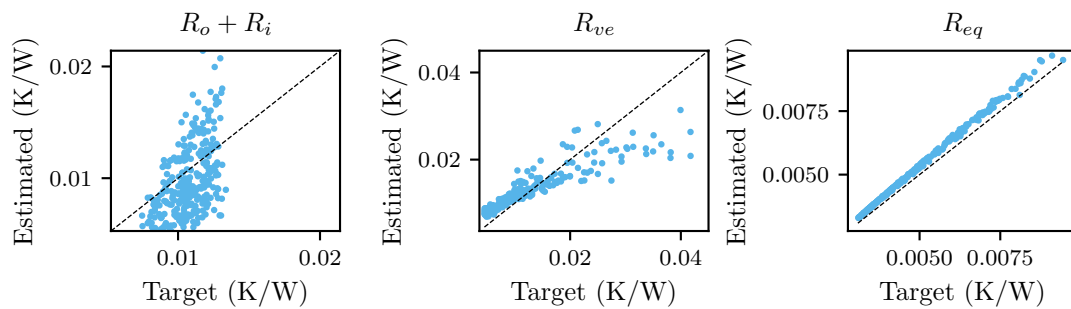 R_o + R_i
Estimated (K/W)
0.02
0.01
0.01
0.02
Target (K/W)
R_ve
Estimated (K/W)
0.04
0.02
0.02
0.04
Target (K/W)
R_eq
Estimated (K/W)
0.0075
0.0050
0.0050
0.0075
Target (K/W)